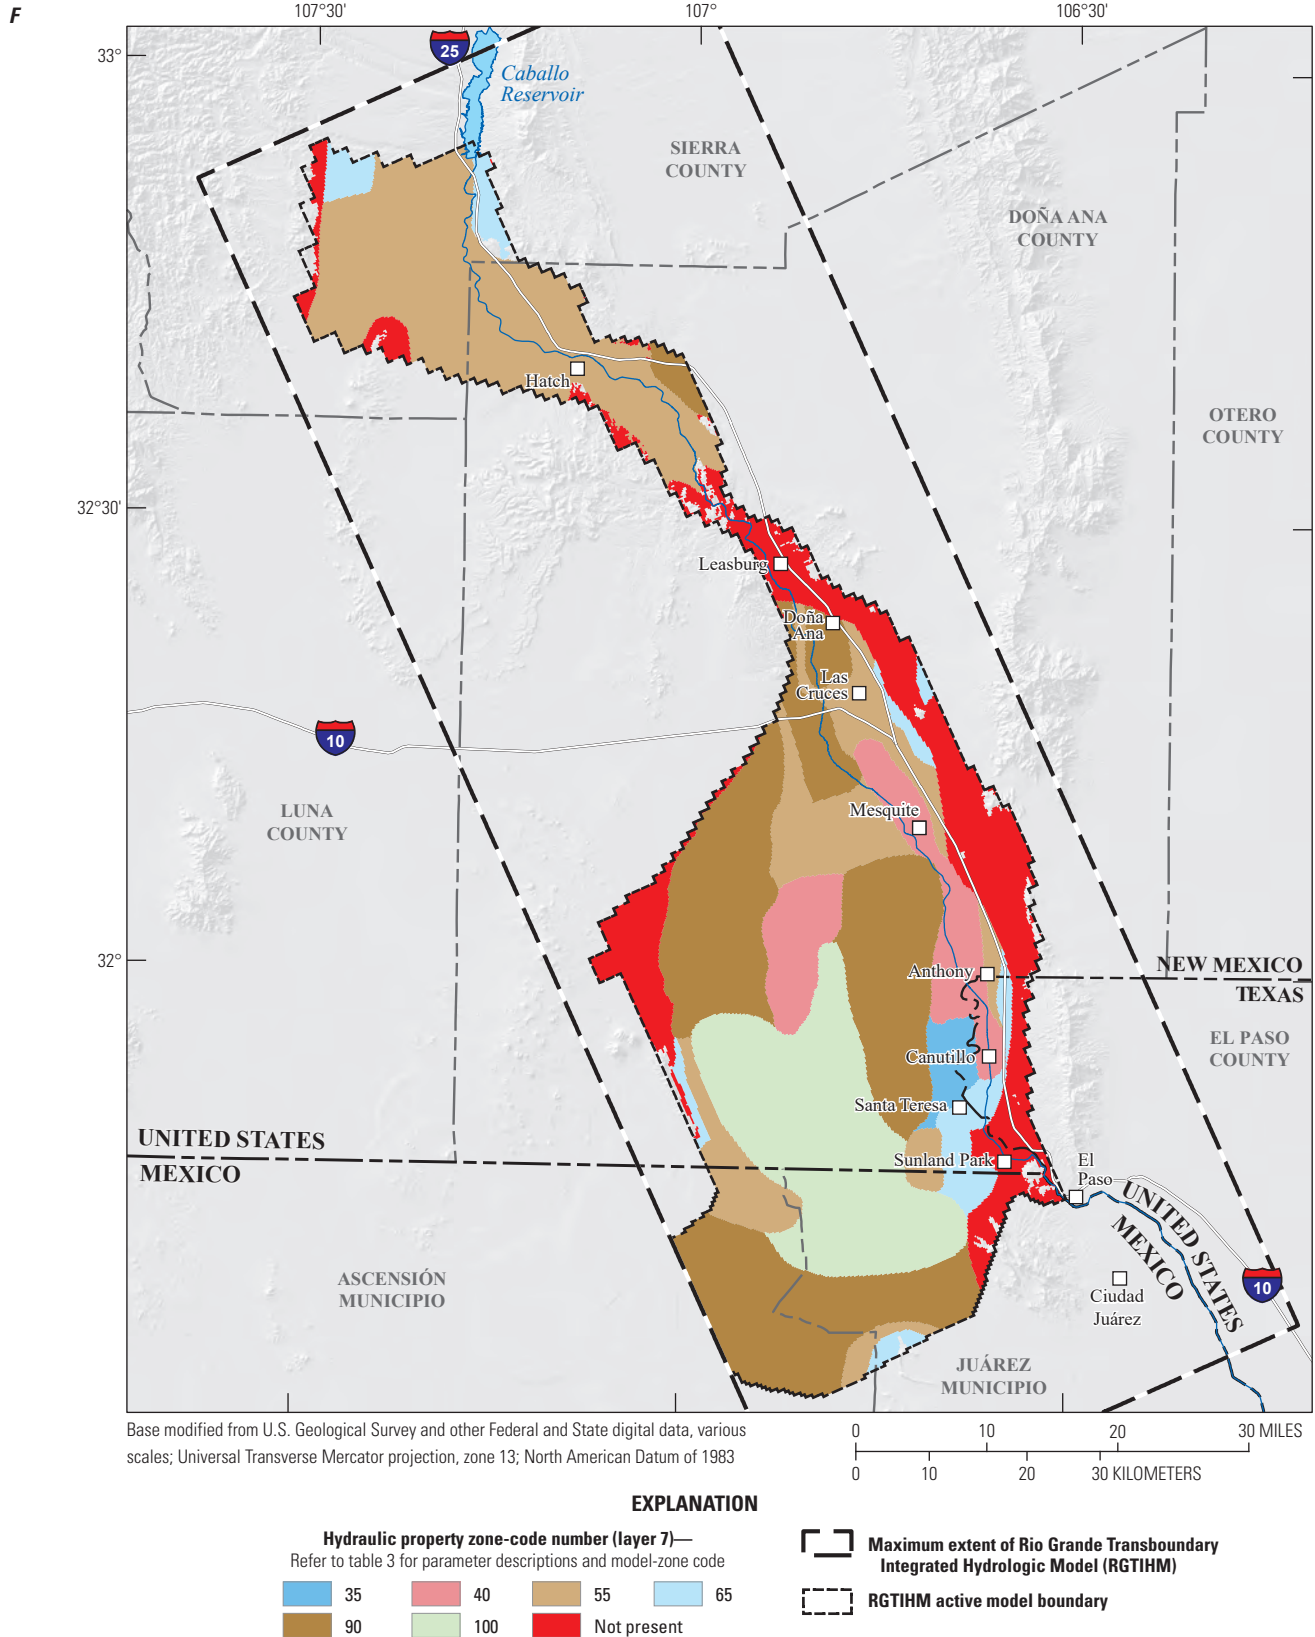 F
107°30'
107°
106°30'
33°
25
Caballo
Reservoir
SIERRA
COUNTY
DOÑA ANA
COUNTY
Hatch
OTERO
COUNTY
32°30'
Leasburg
Doña
Ana
Las
Cruces
10
LUNA
COUNTY
Mesquite
32°
Anthony
NEW MEXICO
TEXAS
EL PASO
COUNTY
Canutillo
Santa Teresa
UNITED STATES
MEXICO
Sunland Park
El
Paso
UNITED STATES
MEXICO
ASCENSIÓN
MUNICIPIO
10
Ciudad
Juárez
JUÁREZ
MUNICIPIO
Base modified from U.S. Geological Survey and other Federal and State digital data, various
scales; Universal Transverse Mercator projection, zone 13; North American Datum of 1983
0 10 20 30 MILES
0 10 20 30 KILOMETERS
EXPLANATION
Hydraulic property zone-code number (layer 7)—
Refer to table 3 for parameter descriptions and model-zone code
35 40 55 65
90 100 Not present
Maximum extent of Rio Grande Transboundary
Integrated Hydrologic Model (RGTIHM)
RGTIHM active model boundary